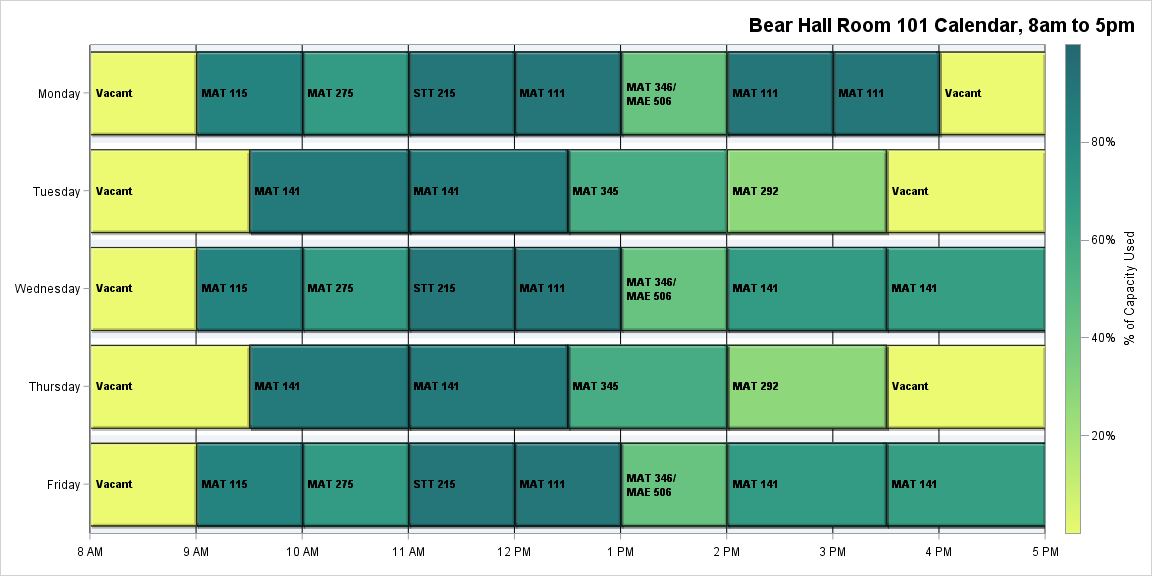 Bear Hall Room 101 Calendar, 8am to 5pm
Monday
Vacant
MAT 115
MAT 275
STT 215
MAT 111
MAT 346/
MAE 506
MAT 111
MAT 111
Vacant
Tuesday
Vacant
MAT 141
MAT 141
MAT 345
MAT 292
Vacant
Wednesday
Vacant
MAT 115
MAT 275
STT 215
MAT 111
MAT 346/
MAE 506
MAT 141
MAT 141
Thursday
Vacant
MAT 141
MAT 141
MAT 345
MAT 292
Vacant
Friday
Vacant
MAT 115
MAT 275
STT 215
MAT 111
MAT 346/
MAE 506
MAT 141
MAT 141
8 AM
9 AM
10 AM
11 AM
12 PM
1 PM
2 PM
3 PM
4 PM
5 PM
80%
60%
40%
20%
% of Capacity Used